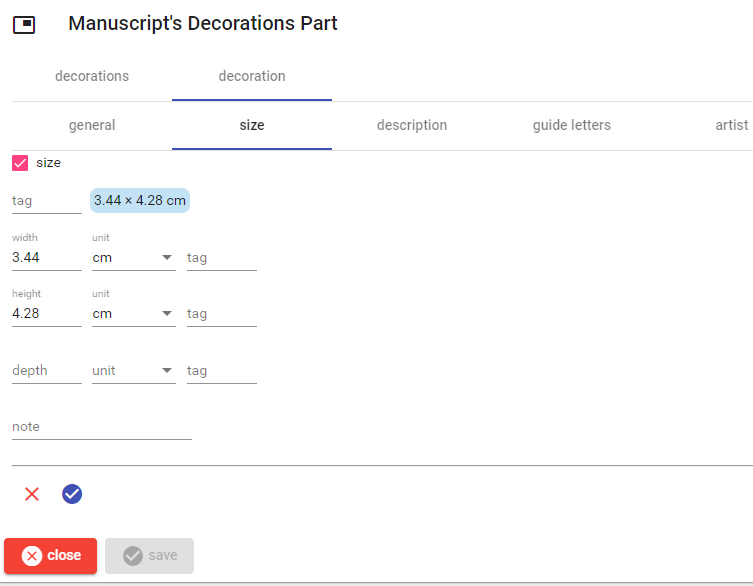 Manuscript's Decorations Part
decorations decoration
general size description guide letters artist
size
tag 3.44 × 4.28 cm
width unit
3.44 cm tag
height unit
4.28 cm tag
depth unit tag
note
close save